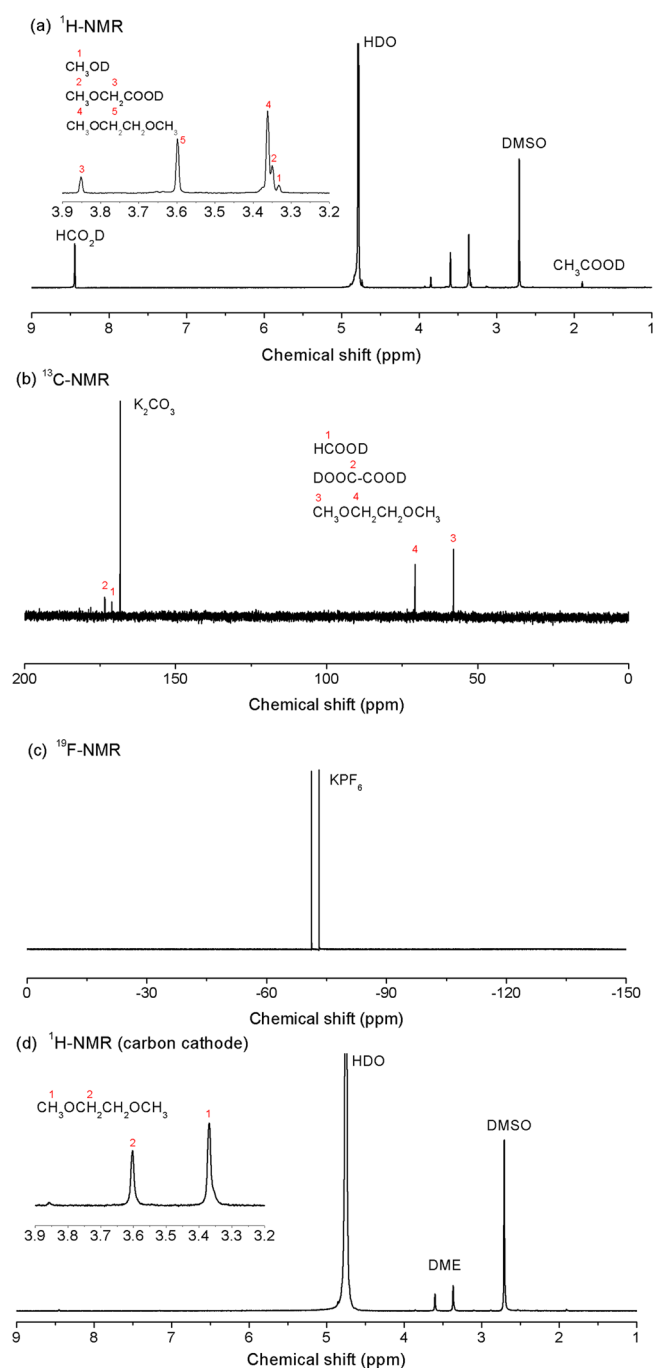 (a) ¹H-NMR
HDO
1
CH₃OD
2 3
CH₃OCH₂COOD
4 5
CH₃OCH₂CH₂OCH₃
4
5
2
3
1
3.9 3.8 3.7 3.6 3.5 3.4 3.3 3.2
DMSO
HCO₂D
CH₃COOD
9 8 7 6 5 4 3 2 1
Chemical shift (ppm)
(b) ¹³C-NMR
K₂CO₃
1
HCOOD
2
DOOC-COOD
3 4
CH₃OCH₂CH₂OCH₃
3
4
2
1
200 150 100 50 0
Chemical shift (ppm)
(c) ¹⁹F-NMR
KPF₆
0 -30 -60 -90 -120 -150
Chemical shift (ppm)
(d) ¹H-NMR (carbon cathode)
HDO
1 2
CH₃OCH₂CH₂OCH₃
1
2
3.9 3.8 3.7 3.6 3.5 3.4 3.3 3.2
DMSO
DME
9 8 7 6 5 4 3 2 1
Chemical shift (ppm)